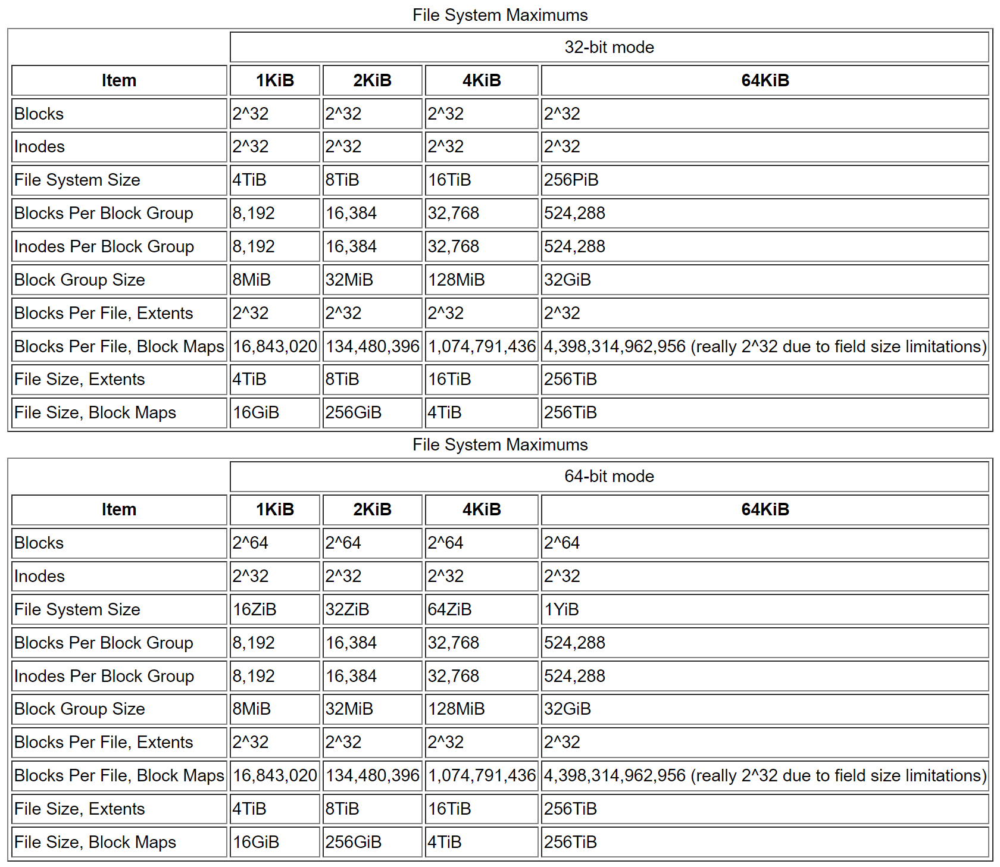 File System Maximums
32-bit mode
Item 1KiB 2KiB 4KiB 64KiB
Blocks 2^32 2^32 2^32 2^32
Inodes 2^32 2^32 2^32 2^32
File System Size 4TiB 8TiB 16TiB 256PiB
Blocks Per Block Group 8,192 16,384 32,768 524,288
Inodes Per Block Group 8,192 16,384 32,768 524,288
Block Group Size 8MiB 32MiB 128MiB 32GiB
Blocks Per File, Extents 2^32 2^32 2^32 2^32
Blocks Per File, Block Maps 16,843,020 134,480,396 1,074,791,436 4,398,314,962,956 (really 2^32 due to field size limitations)
File Size, Extents 4TiB 8TiB 16TiB 256TiB
File Size, Block Maps 16GiB 256GiB 4TiB 256TiB
File System Maximums
64-bit mode
Item 1KiB 2KiB 4KiB 64KiB
Blocks 2^64 2^64 2^64 2^64
Inodes 2^32 2^32 2^32 2^32
File System Size 16ZiB 32ZiB 64ZiB 1YiB
Blocks Per Block Group 8,192 16,384 32,768 524,288
Inodes Per Block Group 8,192 16,384 32,768 524,288
Block Group Size 8MiB 32MiB 128MiB 32GiB
Blocks Per File, Extents 2^32 2^32 2^32 2^32
Blocks Per File, Block Maps 16,843,020 134,480,396 1,074,791,436 4,398,314,962,956 (really 2^32 due to field size limitations)
File Size, Extents 4TiB 8TiB 16TiB 256TiB
File Size, Block Maps 16GiB 256GiB 4TiB 256TiB